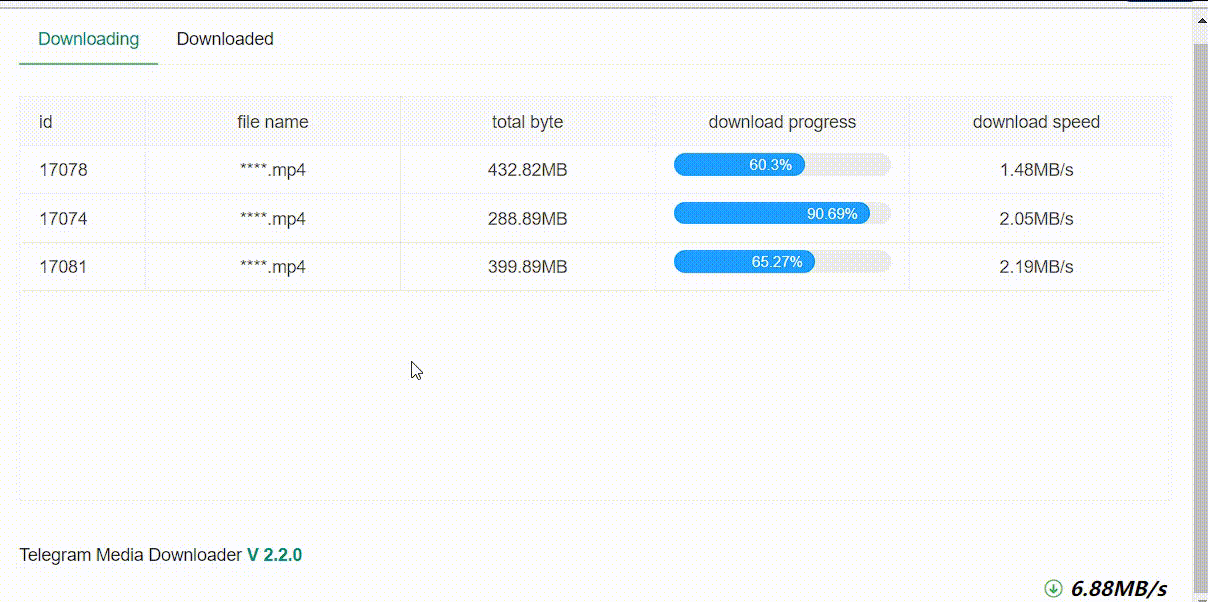 Downloading Downloaded
id file name total byte download progress download speed
17078 ****.mp4 432.82MB 60.3% 1.48MB/s
17074 ****.mp4 288.89MB 90.69% 2.05MB/s
17081 ****.mp4 399.89MB 65.27% 2.19MB/s
Telegram Media Downloader V 2.2.0
6.88MB/s